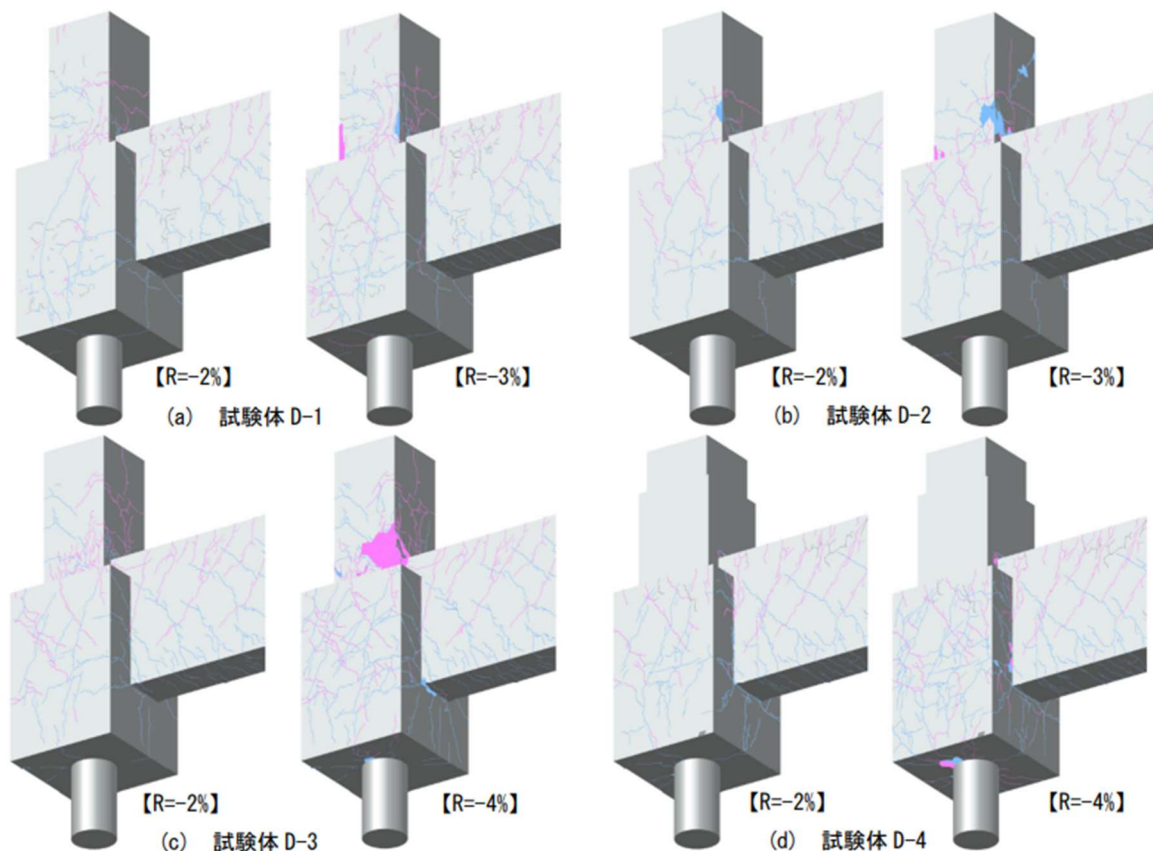 【R=-2%】
【R=-3%】
(a) 試験体 D-1
【R=-2%】
【R=-3%】
(b) 試験体 D-2
【R=-2%】
【R=-4%】
(c) 試験体 D-3
【R=-2%】
【R=-4%】
(d) 試験体 D-4